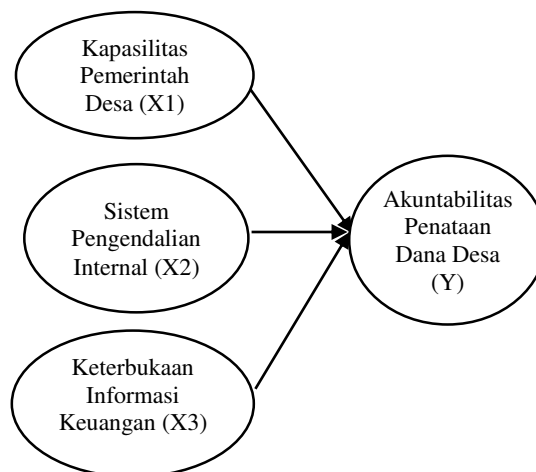 Kapasilitas
Pemerintah
Desa (X1)
Sistem
Pengendalian
Internal (X2)
Keterbukaan
Informasi
Keuangan (X3)
Akuntabilitas
Penataan
Dana Desa
(Y)